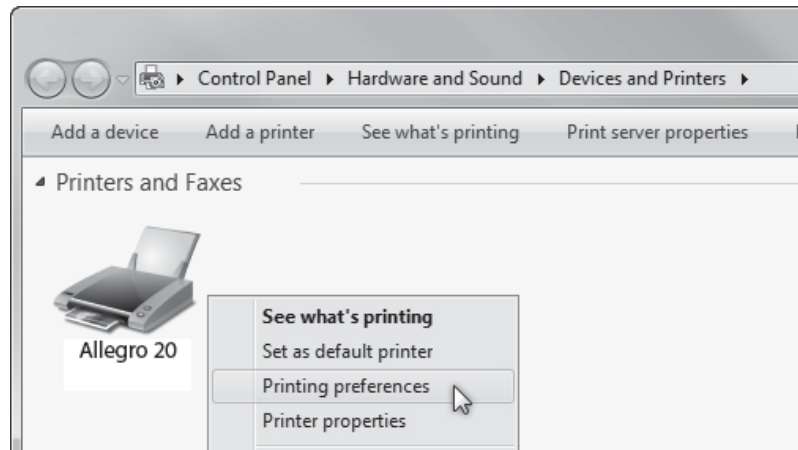 Control Panel Hardware and Sound Devices and Printers
Add a device Add a printer See what's printing Print server properties
Printers and Faxes
Allegro 20
See what's printing
Set as default printer
Printing preferences
Printer properties